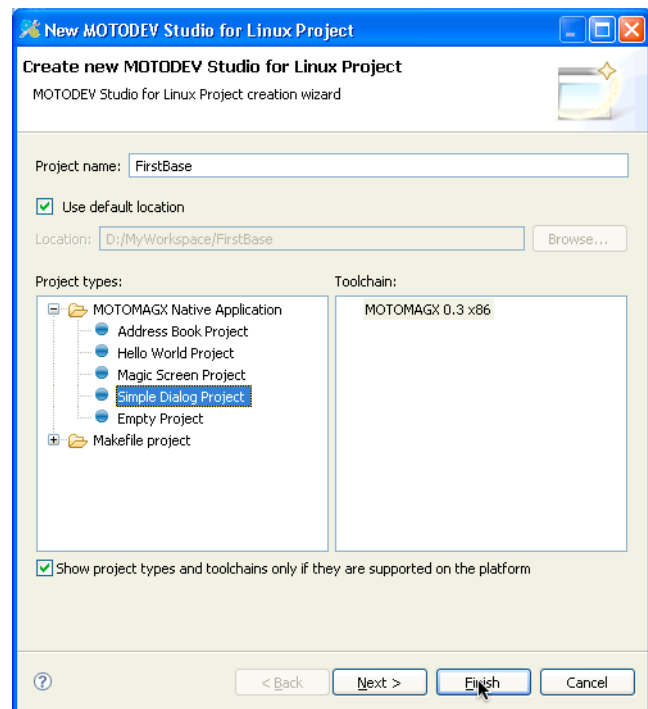 New MOTODEV Studio for Linux Project
Create new MOTODEV Studio for Linux Project
MOTODEV Studio for Linux Project creation wizard
Project name: FirstBase
Use default location
Location: D:/MyWorkspace/FirstBase Browse...
Project types: Toolchain:
MOTOMAGX Native Application MOTOMAGX 0.3 x86
Address Book Project
Hello World Project
Magic Screen Project
Simple Dialog Project
Empty Project
Makefile project
Show project types and toolchains only if they are supported on the platform
? < Back Next > Finish Cancel